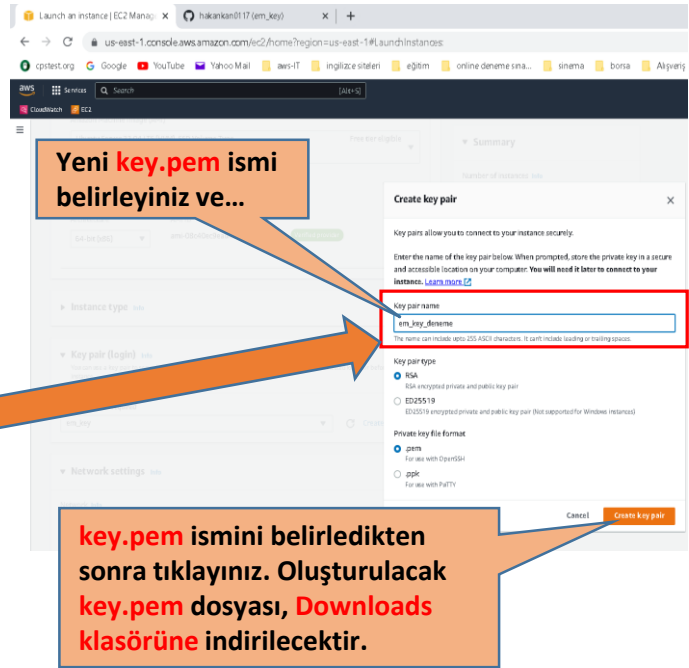 Launch an instance | EC2 Manag
hakankan0117 (em_key)
us-east-1.console.aws.amazon.com/ec2/home?region=us-east-1#LaunchInstances:
cpstest.org Google YouTube Yahoo Mail aws-IT ingilizce siteleri eğitim online deneme sına... sinema borsa Alışveriş
aws Services Search [Alt+S]
CloudWatch EC2
Summary
Number of instances Info
Yeni key.pem ismi
belirleyiniz ve...
Create key pair
Key pairs allow you to connect to your instance securely.
Enter the name of the key pair below. When prompted, store the private key in a secure
and accessible location on your computer. You will need it later to connect to your
instance. Learn more
Instance type Info
Key pair name
em_key_deneme
The name can include upto 255 ASCII characters. It can't include leading or trailing spaces.
Key pair (login) Info
Key pair type
RSA
RSA encrypted private and public key pair
ED25519
ED25519 encrypted private and public key pair (Not supported for Windows instances)
em_key
Private key file format
.pem
For use with OpenSSH
.ppk
For use with PuTTY
Network settings Info
Cancel Create key pair
key.pem ismini belirledikten
sonra tıklayınız. Oluşturulacak
key.pem dosyası, Downloads
klasörüne indirilecektir.